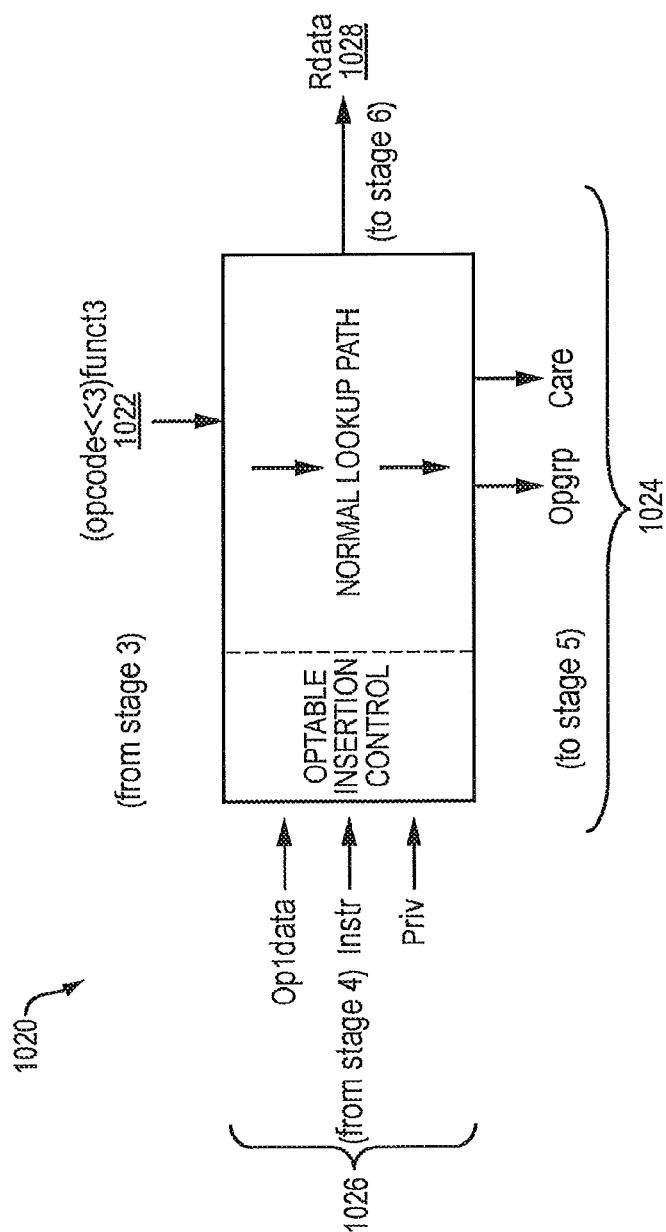 1020
(from stage 3)
(opcode<<3)funct3
1022
1026
(from stage 4)
Op1data
Instr
Priv
OPTABLE
INSERTION
CONTROL
NORMAL LOOKUP PATH
Rdata
1028
(to stage 6)
(to stage 5)
Opgrp
Care
1024